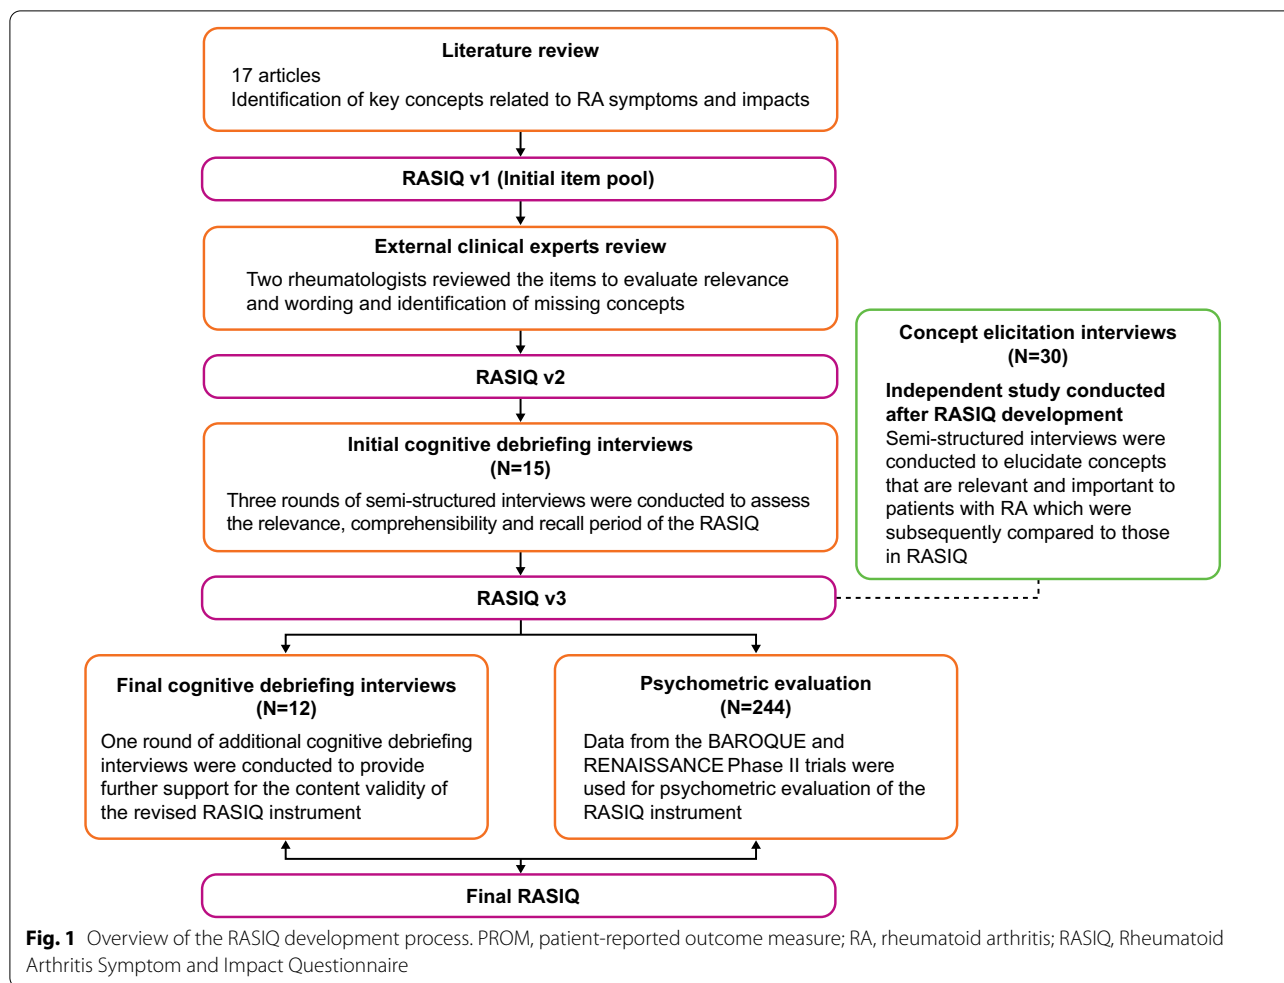 Literature review
17 articles
Identification of key concepts related to RA symptoms and impacts
RASIQ v1 (Initial item pool)
External clinical experts review
Two rheumatologists reviewed the items to evaluate relevance
and wording and identification of missing concepts
RASIQ v2
Initial cognitive debriefing interviews
(N=15)
Three rounds of semi-structured interviews were conducted to assess
the relevance, comprehensibility and recall period of the RASIQ
Concept elicitation interviews
(N=30)
Independent study conducted
after RASIQ development
Semi-structured interviews were
conducted to elucidate concepts
that are relevant and important to
patients with RA which were
subsequently compared to those
in RASIQ
RASIQ v3
Final cognitive debriefing interviews
(N=12)
One round of additional cognitive debriefing
interviews were conducted to provide
further support for the content validity of
the revised RASIQ instrument
Psychometric evaluation
(N=244)
Data from the BAROQUE and
RENAISSANCE Phase II trials were
used for psychometric evaluation of the
RASIQ instrument
Final RASIQ
Fig. 1 Overview of the RASIQ development process. PROM, patient-reported outcome measure; RA, rheumatoid arthritis; RASIQ, Rheumatoid
Arthritis Symptom and Impact Questionnaire